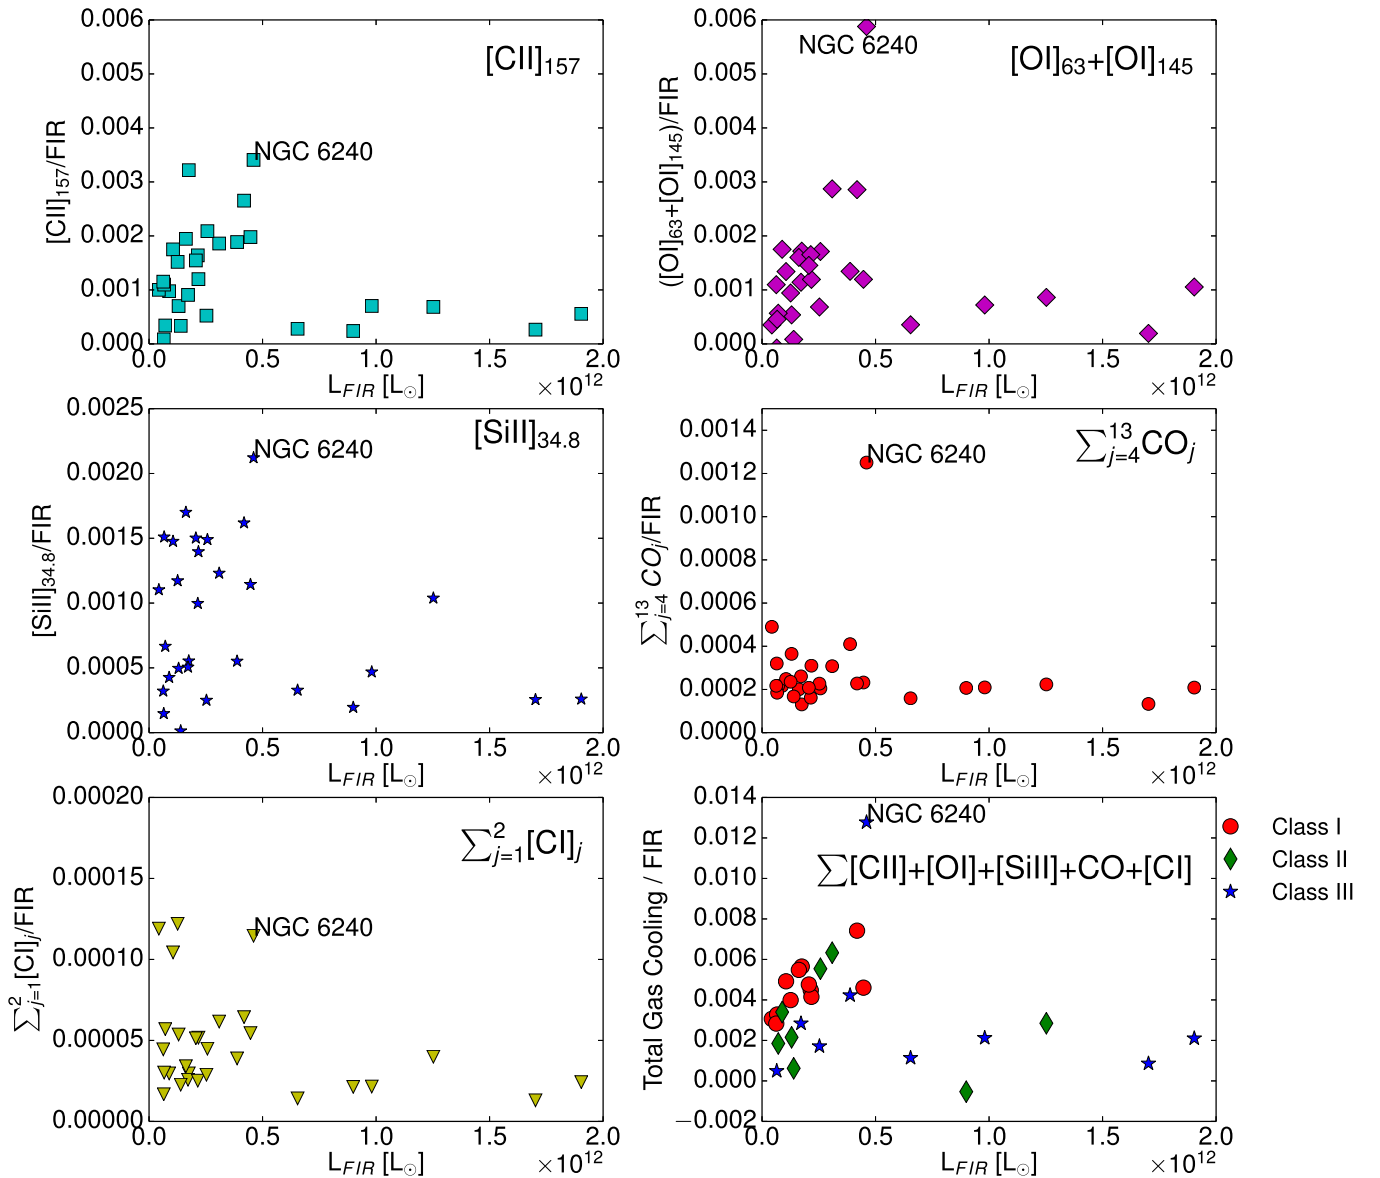 [CII]157
NGC 6240
[CII]157/FIR
0.006
0.005
0.004
0.003
0.002
0.001
0.000
0.0 0.5 1.0 1.5 2.0
LFIR [L⊙]
×10^12
[OI]63+[OI]145
NGC 6240
([OI]63+[OI]145)/FIR
0.006
0.005
0.004
0.003
0.002
0.001
0.000
0.0 0.5 1.0 1.5 2.0
LFIR [L⊙]
×10^12
[SiII]34.8
NGC 6240
[SiII]34.8/FIR
0.0025
0.0020
0.0015
0.0010
0.0005
0.0000
0.0 0.5 1.0 1.5 2.0
LFIR [L⊙]
×10^12
∑^13_j=4 COj
NGC 6240
∑^13_j=4 COj/FIR
0.0014
0.0012
0.0010
0.0008
0.0006
0.0004
0.0002
0.0000
0.0 0.5 1.0 1.5 2.0
LFIR [L⊙]
×10^12
∑^2_j=1[CI]j
NGC 6240
∑^2_j=1[CI]j/FIR
0.00020
0.00015
0.00010
0.00005
0.00000
0.0 0.5 1.0 1.5 2.0
LFIR [L⊙]
×10^12
NGC 6240
∑[CII]+[OI]+[SiII]+CO+[CI]
Total Gas Cooling / FIR
0.014
0.012
0.010
0.008
0.006
0.004
0.002
0.000
−0.002
0.0 0.5 1.0 1.5 2.0
LFIR [L⊙]
×10^12
Class I
Class II
Class III